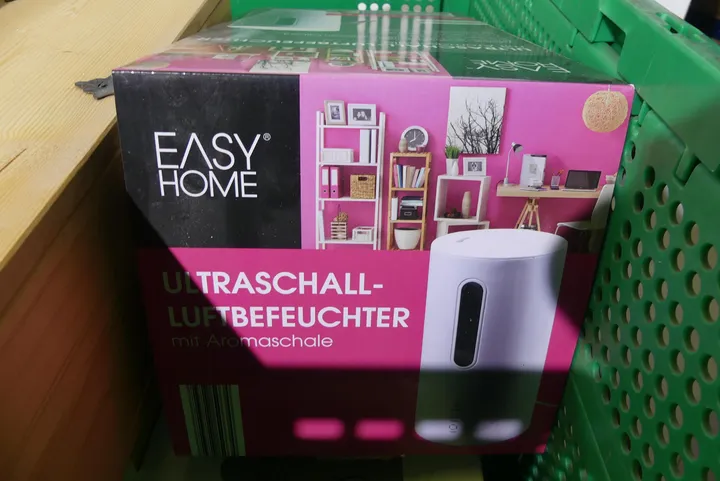 EASY®
HOME
ULTRASCHALL-
LUFTBEFEUCHTER
mit Aromaschale